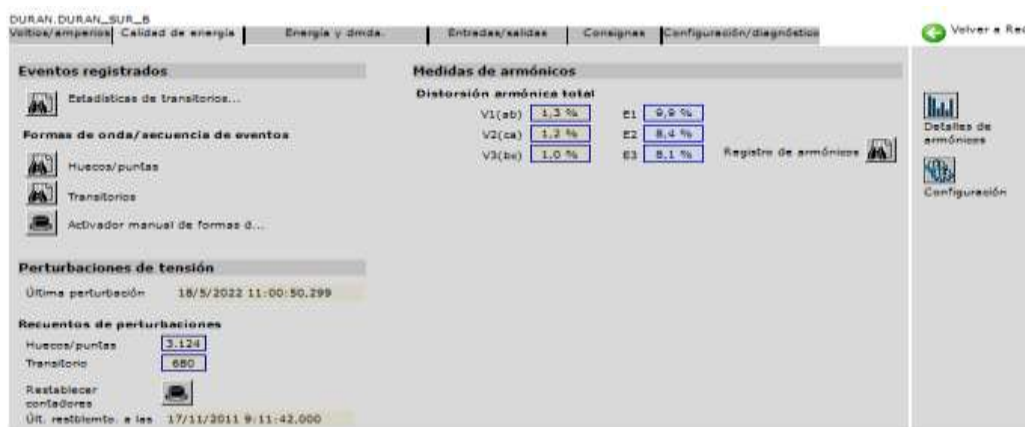 DURAN.DURAN_SUR_6
Voltios/amperios Calidad de energía Energía y dmda. Entradas/salidas Consignas Configuración/diagnóstico
Volver a Red
Eventos registrados
Estadísticas de transitorios...
Formas de onda/secuencia de eventos
Huecos/puntas
Transitorios
Activador manual de formas d...
Perturbaciones de tensión
Última perturbación 18/5/2022 11:00:50,299
Recuentos de perturbaciones
Huecos/puntas 3.124
Transitorio 680
Restablecer
contadores
Últ. restblemto. a las 17/11/2011 9:11:42,000
Medidas de armónicos
Distorsión armónica total
V1(ab) 1,3 % E1 9,9 %
V2(ca) 1,2 % E2 8,4 %
V3(bc) 1,0 % E3 8,1 % Registro de armónicos
Detalles de
armónicos
Configuración